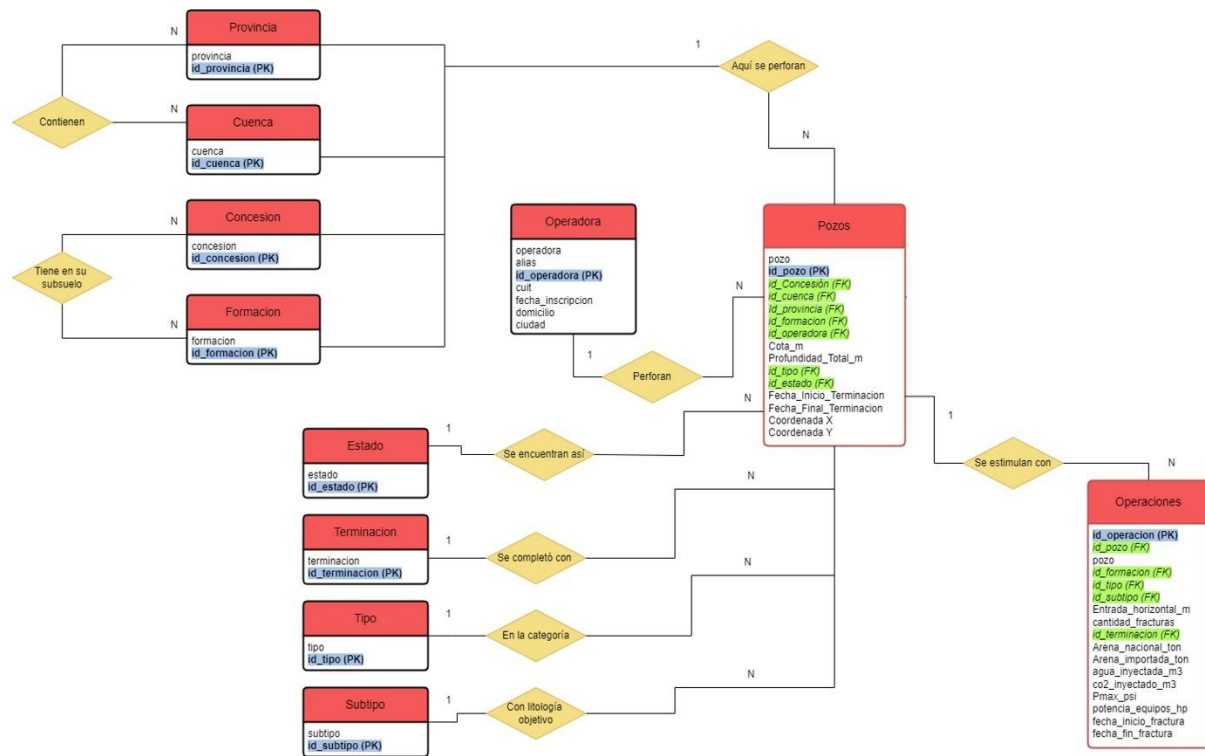 Provincia
provincia
id_provincia (PK)
N
Contienen
N
Cuenca
cuenca
id_cuenca (PK)
Concesion
concesion
id_concesion (PK)
N
Tiene en su
subsuelo
N
Formacion
formacion
id_formacion (PK)
1
Aquí se perforan
N
Operadora
operadora
alias
id_operadora (PK)
cuit
fecha_inscripcion
domicilio
ciudad
1
Perforan
N
Pozos
pozo
id_pozo (PK)
id_Concesión (FK)
id_cuenca (FK)
Id_provincia (FK)
id_formacion (FK)
id_operadora (FK)
Cota_m
Profundidad_Total_m
id_tipo (FK)
id_estado (FK)
Fecha_Inicio_Terminacion
Fecha_Final_Terminacion
Coordenada X
Coordenada Y
Estado
estado
id_estado (PK)
1
Se encuentran así
N
Terminacion
terminacion
id_terminacion (PK)
1
Se completó con
N
Tipo
tipo
id_tipo (PK)
1
En la categoría
N
Subtipo
subtipo
id_subtipo (PK)
1
Con litología
objetivo
N
1
Se estimulan con
N
Operaciones
id_operacion (PK)
id_pozo (FK)
pozo
id_formacion (FK)
id_tipo (FK)
id_subtipo (FK)
Entrada_horizontal_m
cantidad_fracturas
id_terminacion (FK)
Arena_nacional_ton
Arena_importada_ton
agua_inyectada_m3
co2_inyectado_m3
Pmax_psi
potencia_equipos_hp
fecha_inicio_fractura
fecha_fin_fractura